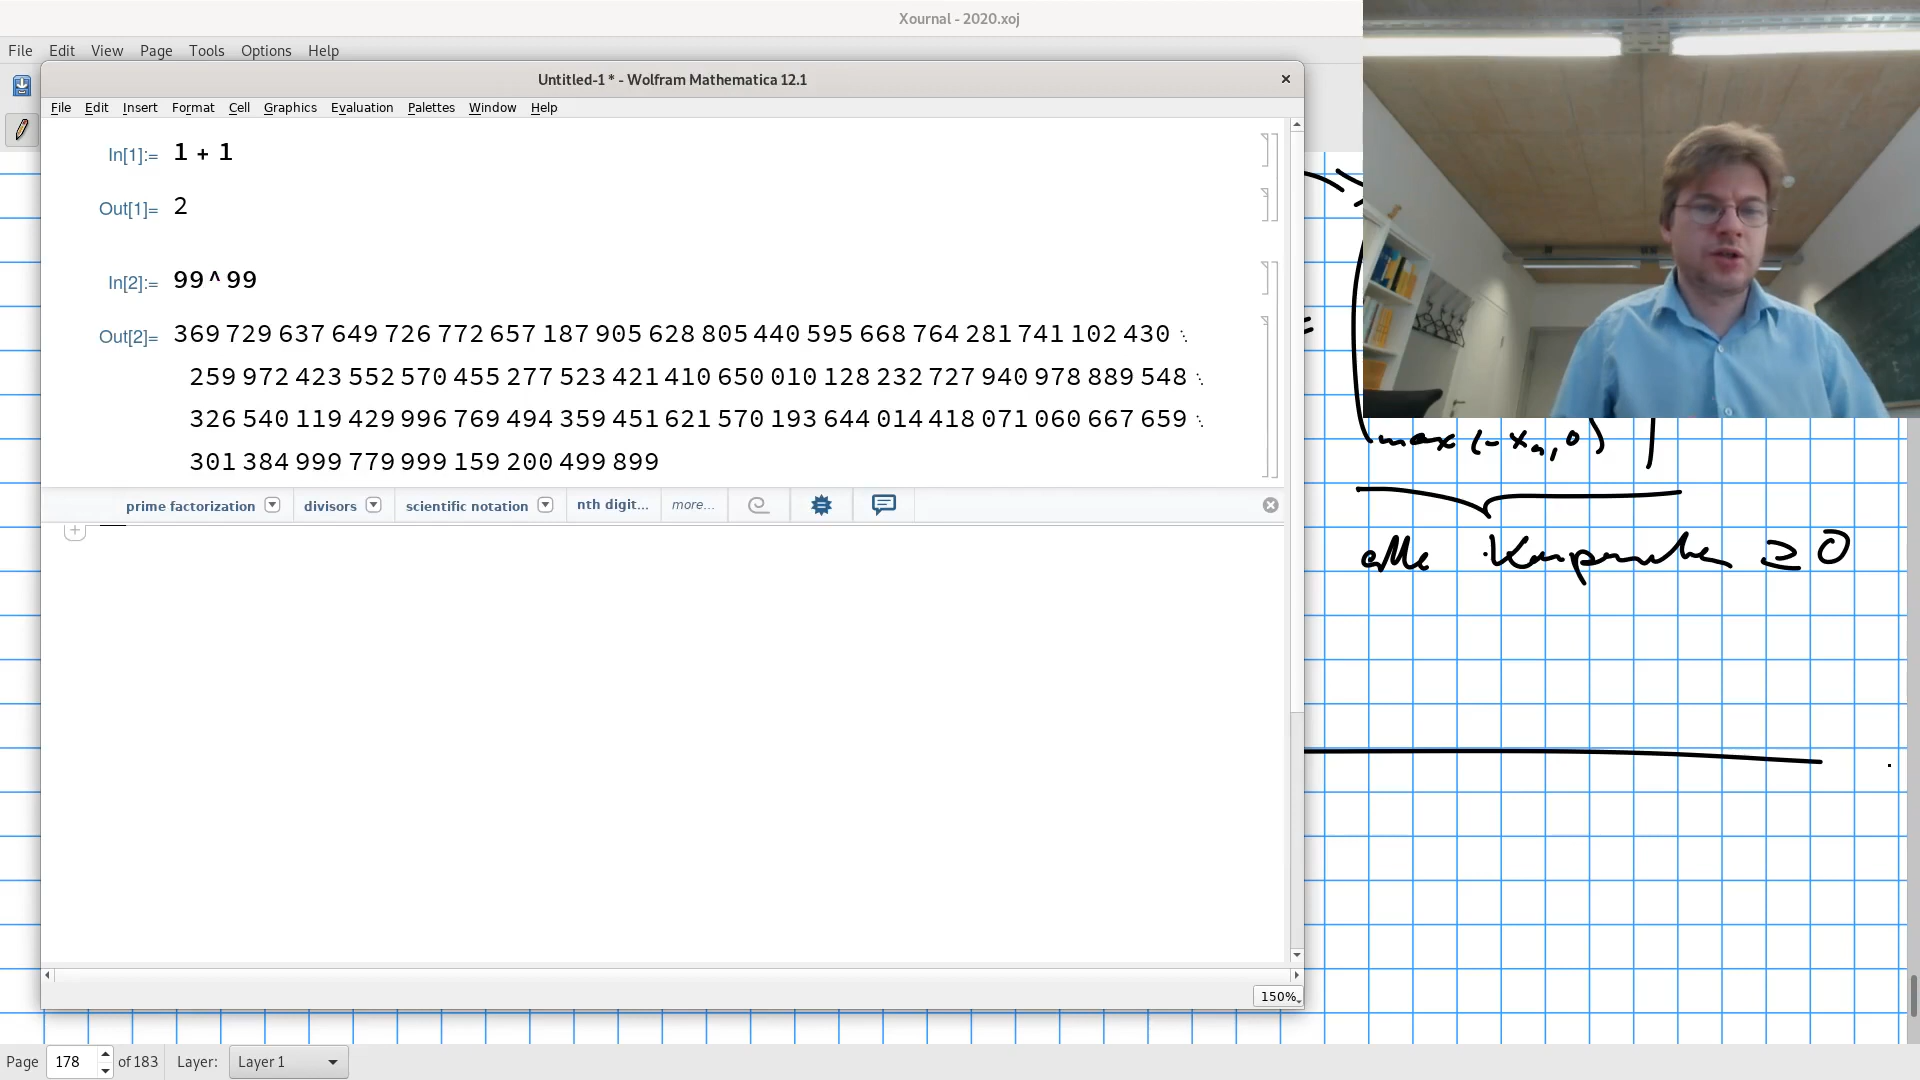 Xournal - 2020.xoj
File Edit View Page Tools Options Help
Untitled-1 * - Wolfram Mathematica 12.1
File Edit Insert Format Cell Graphics Evaluation Palettes Window Help
In[1]:= 1 + 1
Out[1]= 2
In[2]:= 99^99
Out[2]= 369 729 637 649 726 772 657 187 905 628 805 440 595 668 764 281 741 102 430
259 972 423 552 570 455 277 523 421 410 650 010 128 232 727 940 978 889 548
326 540 119 429 996 769 494 359 451 621 570 193 644 014 418 071 060 667 659
301 384 999 779 999 159 200 499 899
prime factorization divisors scientific notation nth digit... more...
150%
=
max(-xn, 0)
alle Komponenten ≥ 0
Page 178 of 183 Layer: Layer 1